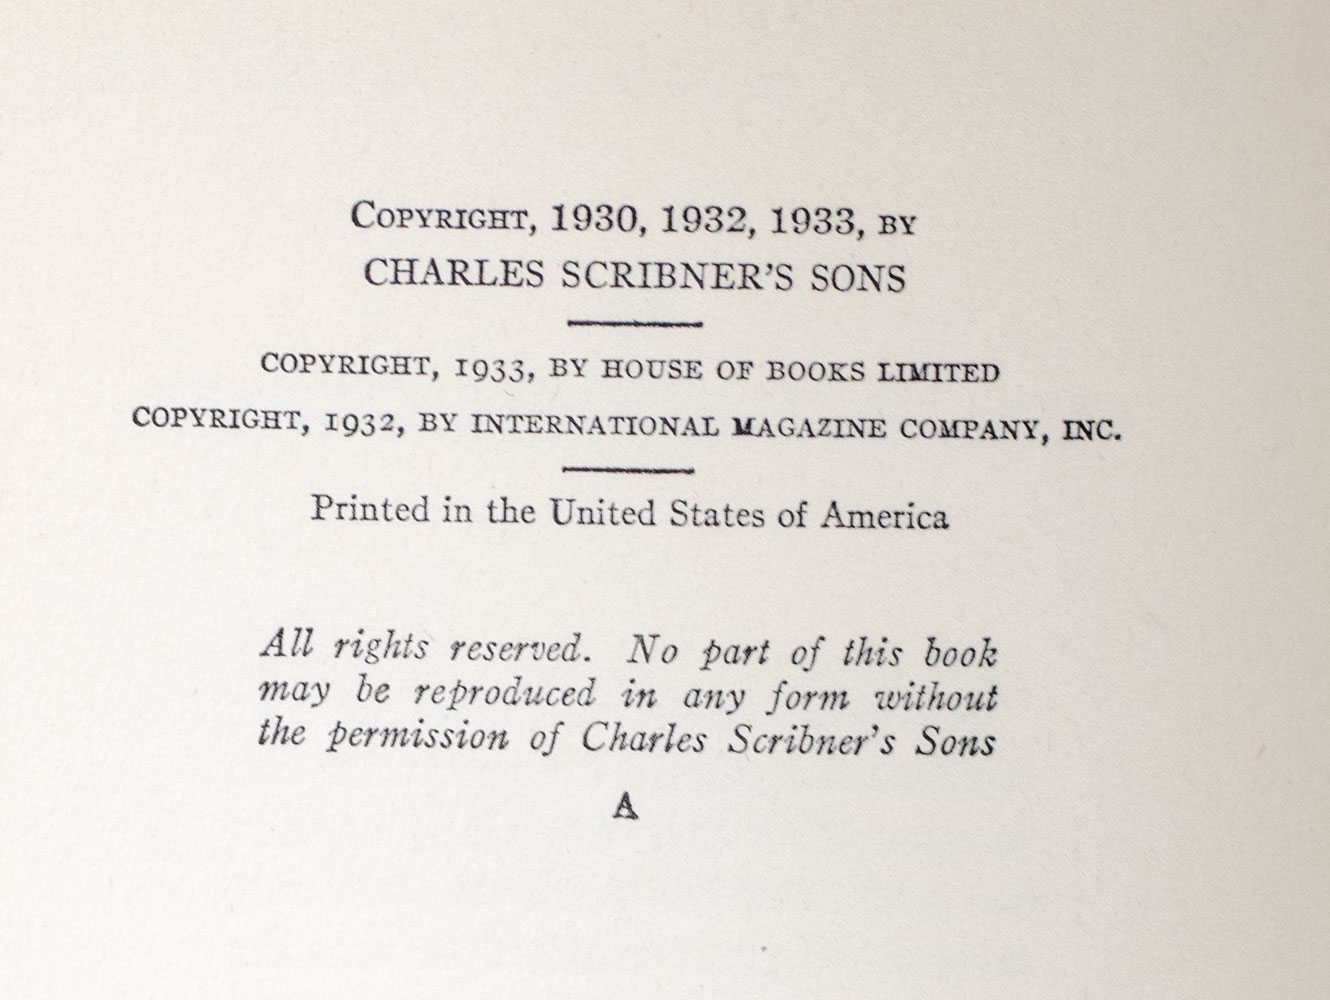 Copyright, 1930, 1932, 1933, by
CHARLES SCRIBNER'S SONS
COPYRIGHT, 1933, BY HOUSE OF BOOKS LIMITED
COPYRIGHT, 1932, BY INTERNATIONAL MAGAZINE COMPANY, INC.
Printed in the United States of America
All rights reserved. No part of this book
may be reproduced in any form without
the permission of Charles Scribner's Sons
A